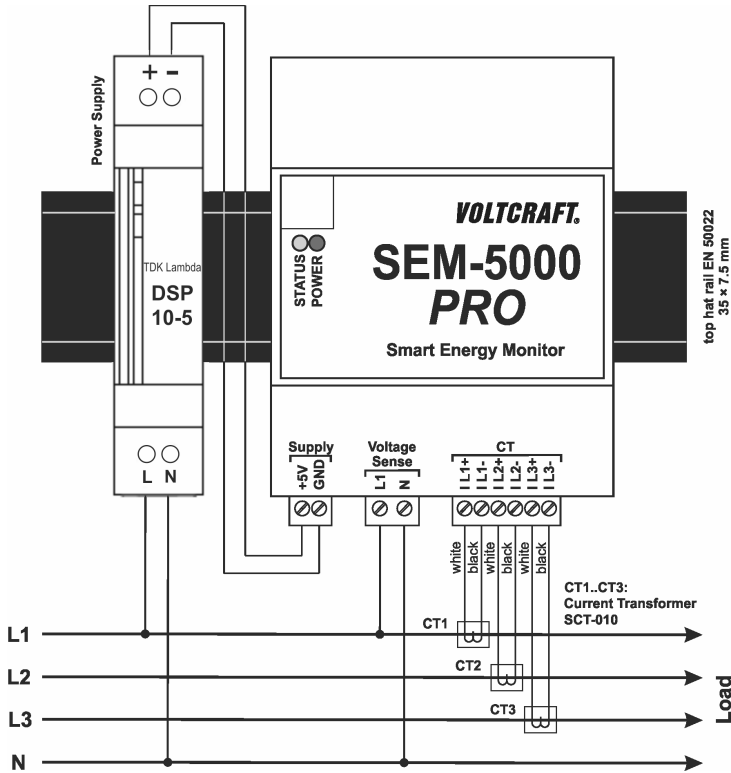 + -
Power Supply
TDK Lambda
DSP
10-5
L N
VOLTCRAFT®
STATUS
POWER
SEM-5000
PRO
Smart Energy Monitor
top hat rail EN 50022
35 × 7.5 mm
Supply
+5V
GND
Voltage
Sense
L1
N
CT
I L1+
I L1-
I L2+
I L2-
I L3+
I L3-
white
black
white
black
white
black
CT1..CT3:
Current Transformer
SCT-010
CT1
CT2
CT3
L1
L2
L3
N
Load